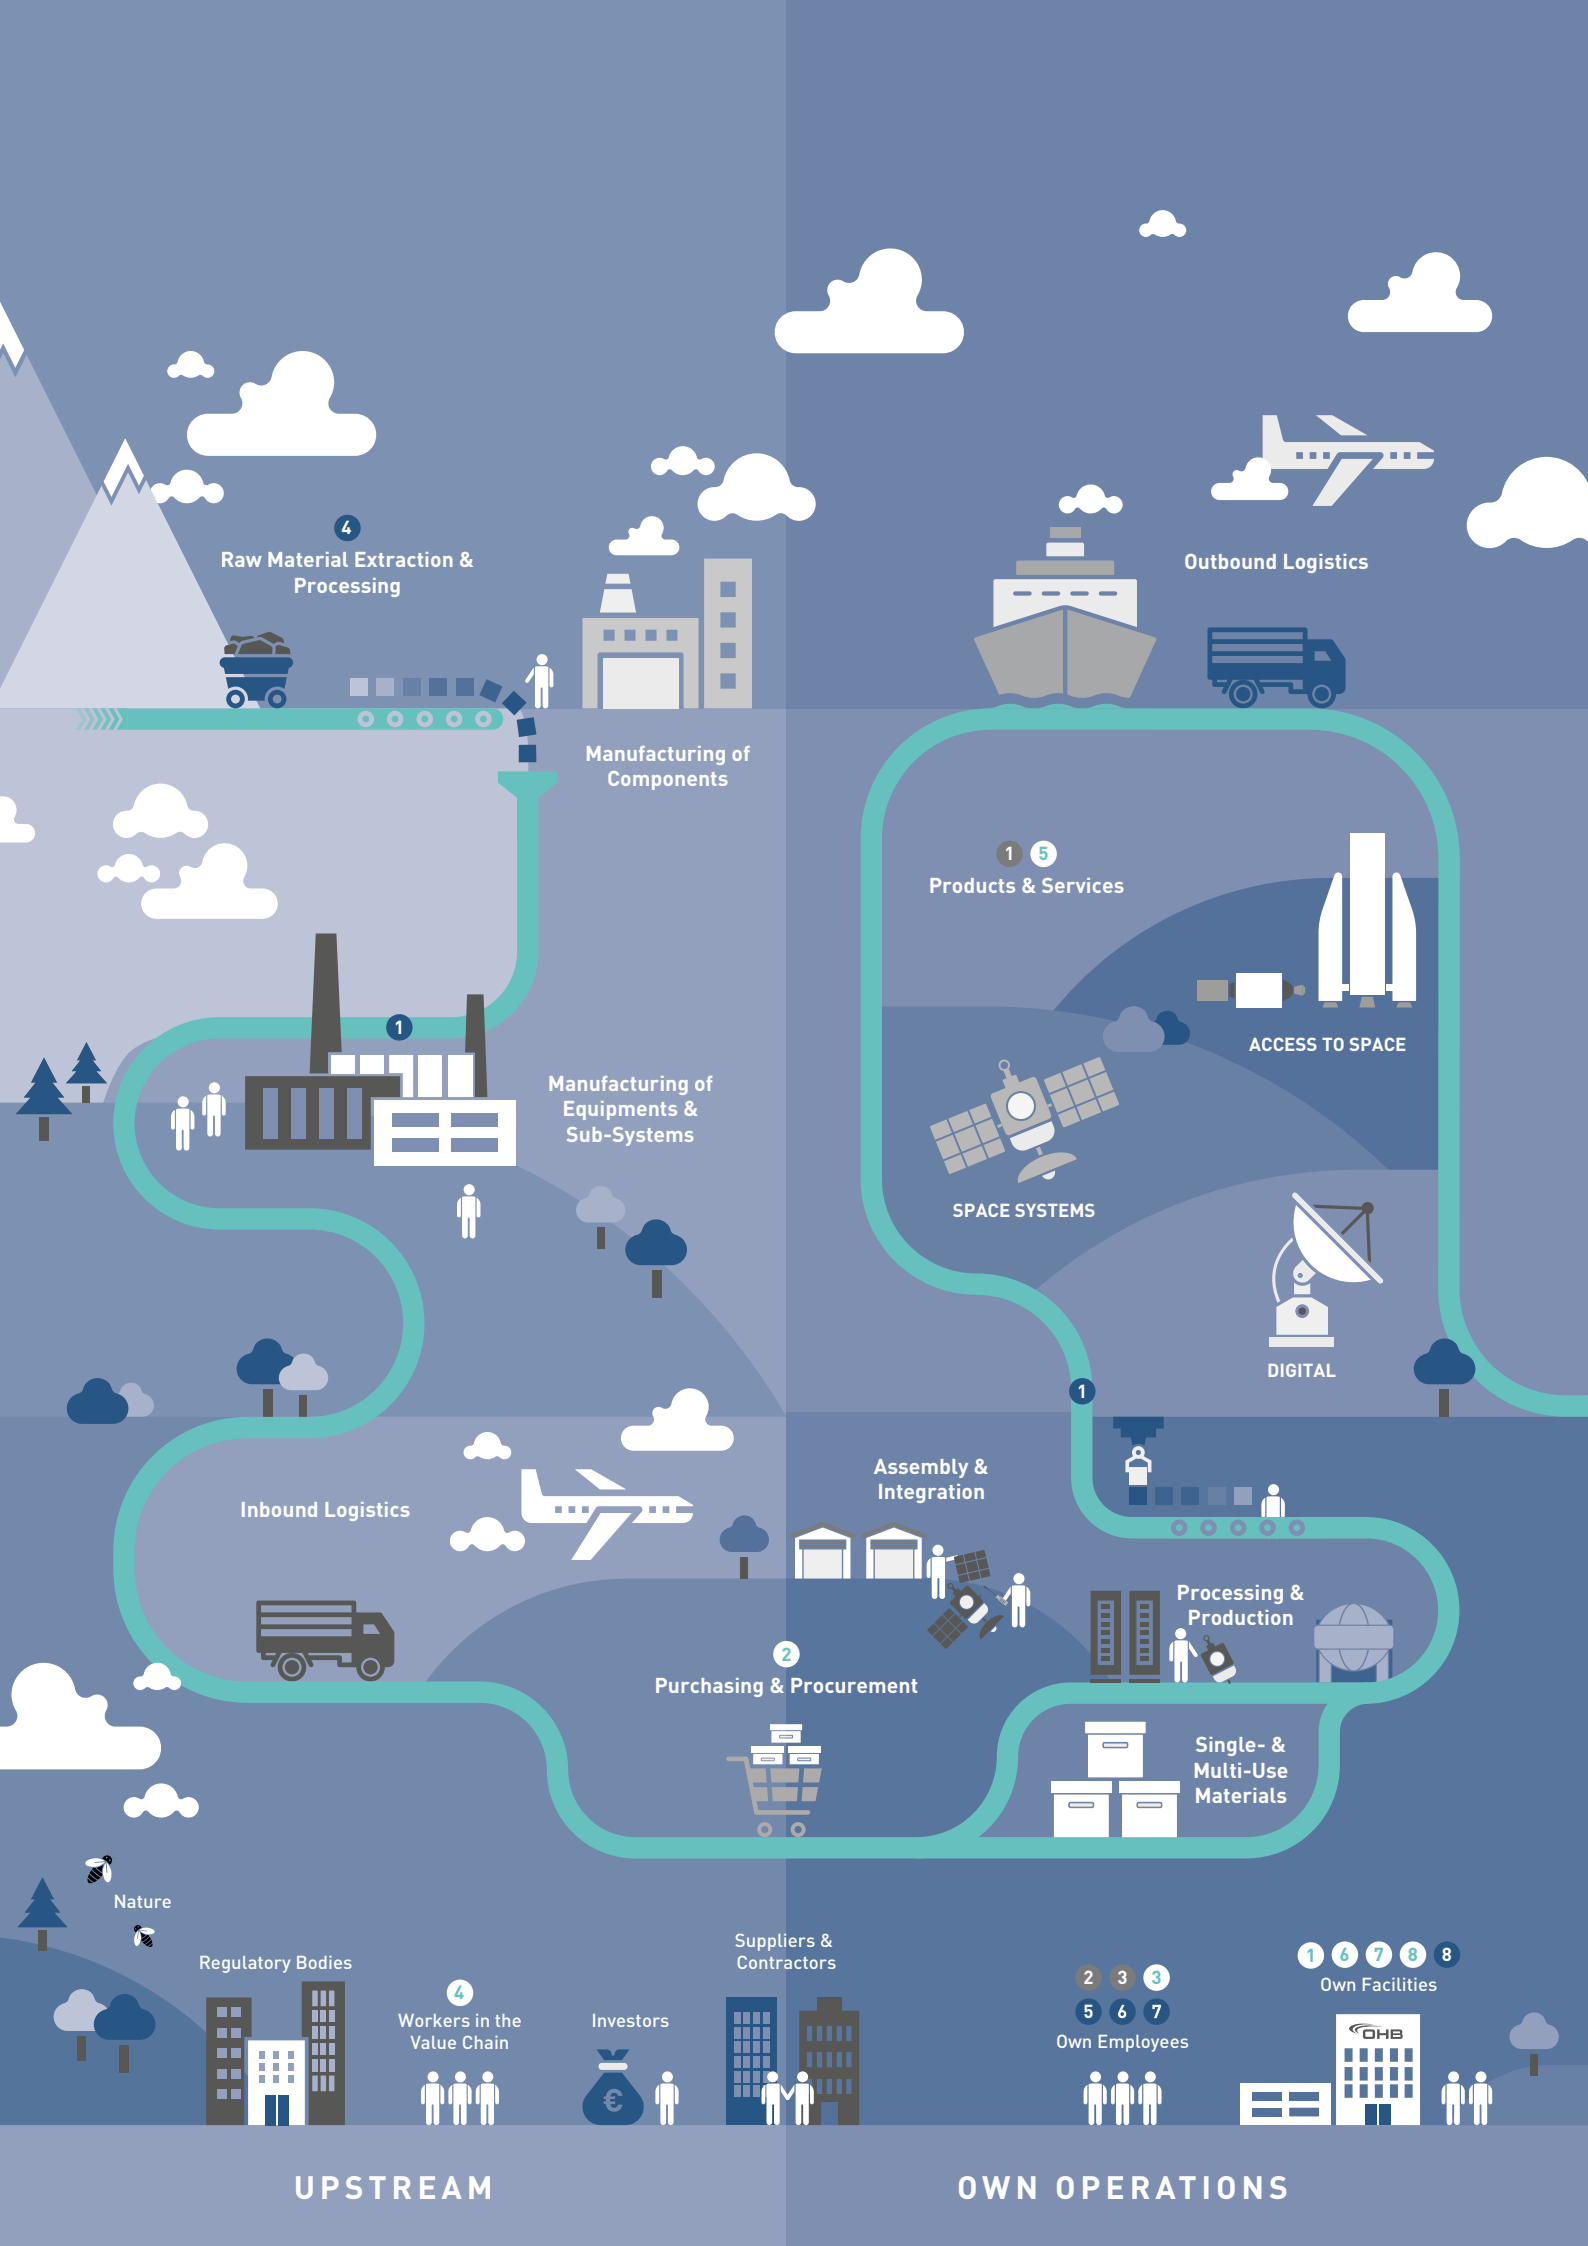 4
Raw Material Extraction &
Processing
Manufacturing of
Components
1
Manufacturing of
Equipments &
Sub-Systems
Inbound Logistics
2
Purchasing & Procurement
Nature
Regulatory Bodies
4
Workers in the
Value Chain
Investors
€
Suppliers &
Contractors
UPSTREAM
Outbound Logistics
1 5
Products & Services
ACCESS TO SPACE
SPACE SYSTEMS
DIGITAL
1
Assembly &
Integration
Processing &
Production
Single- &
Multi-Use
Materials
2 3 3
5 6 7
Own Employees
1 6 7 8 8
Own Facilities
OHB
OWN OPERATIONS